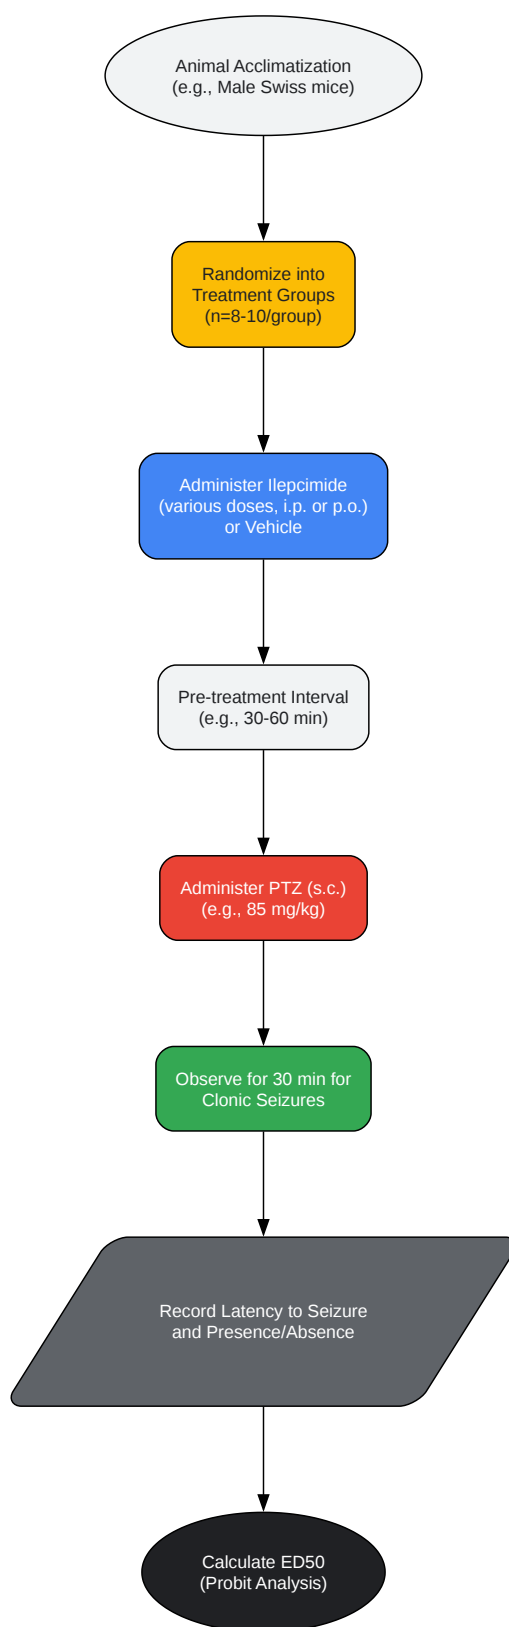 Animal Acclimatization
(e.g., Male Swiss mice)
Randomize into
Treatment Groups
(n=8-10/group)
Administer Ilepcimide
(various doses, i.p. or p.o.)
or Vehicle
Pre-treatment Interval
(e.g., 30-60 min)
Administer PTZ (s.c.)
(e.g., 85 mg/kg)
Observe for 30 min for
Clonic Seizures
Record Latency to Seizure
and Presence/Absence
Calculate ED50
(Probit Analysis)